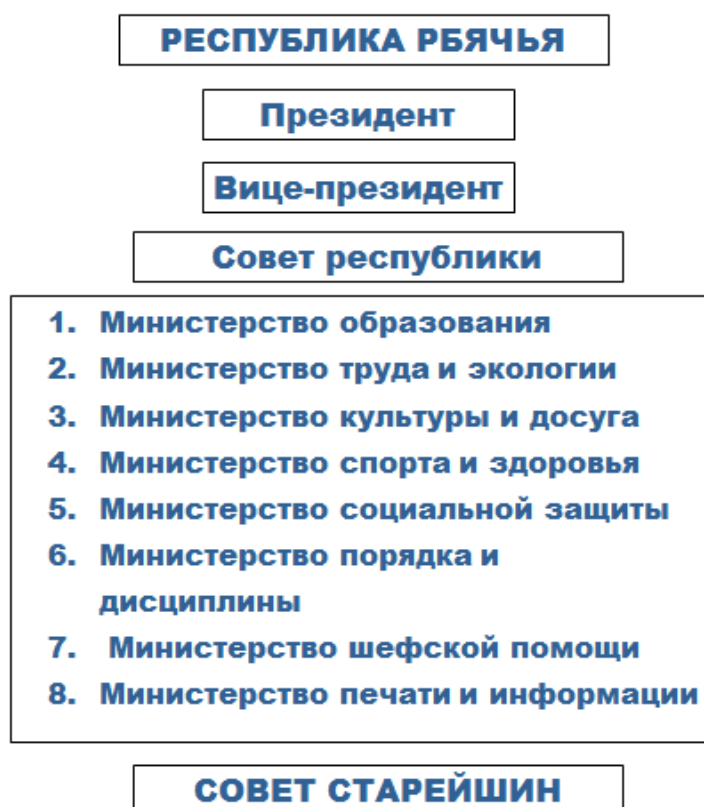 РЕСПУБЛИКА РБЯЧЬЯ
Президент
Вице-президент
Совет республики
1. Министерство образования
2. Министерство труда и экологии
3. Министерство культуры и досуга
4. Министерство спорта и здоровья
5. Министерство социальной защиты
6. Министерство порядка и
дисциплины
7. Министерство шефской помощи
8. Министерство печати и информации
СОВЕТ СТАРЕЙШИН